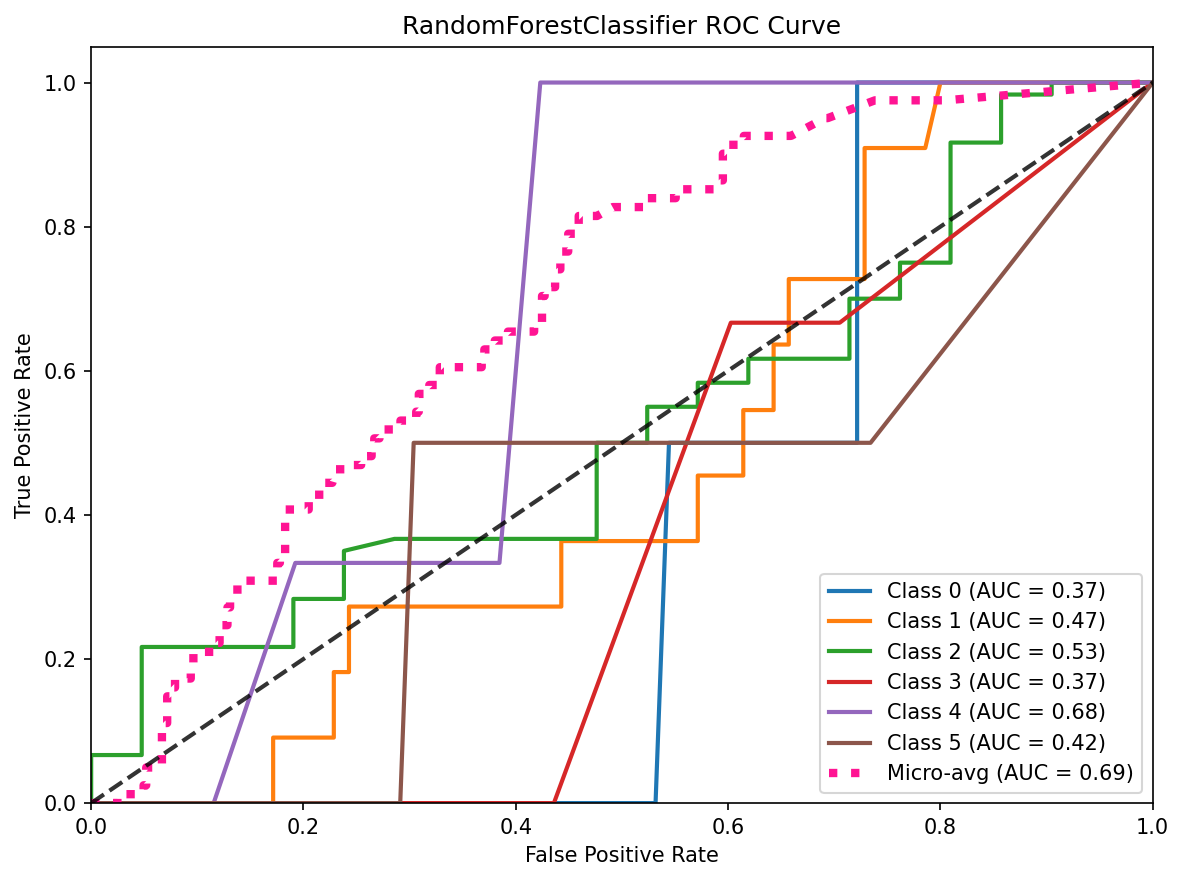 RandomForestClassifier ROC Curve
True Positive Rate
1.0
0.8
0.6
0.4
0.2
0.0
0.0 0.2 0.4 0.6 0.8 1.0
False Positive Rate
Class 0 (AUC = 0.37)
Class 1 (AUC = 0.47)
Class 2 (AUC = 0.53)
Class 3 (AUC = 0.37)
Class 4 (AUC = 0.68)
Class 5 (AUC = 0.42)
Micro-avg (AUC = 0.69)